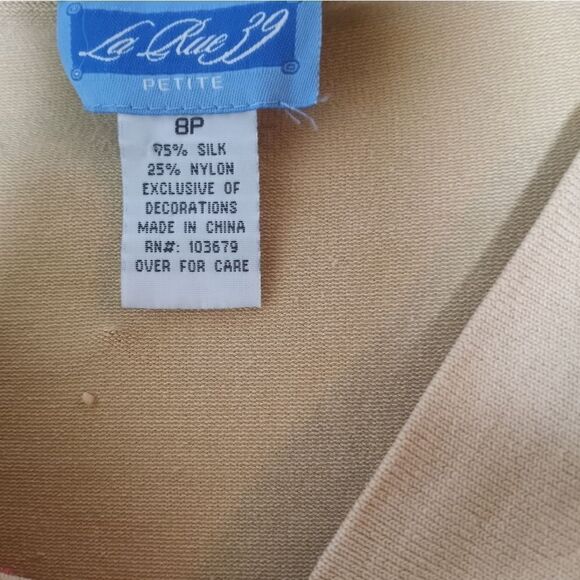 La Rue 39
PETITE
8P
75% SILK
25% NYLON
EXCLUSIVE OF
DECORATIONS
MADE IN CHINA
RN#: 103679
OVER FOR CARE